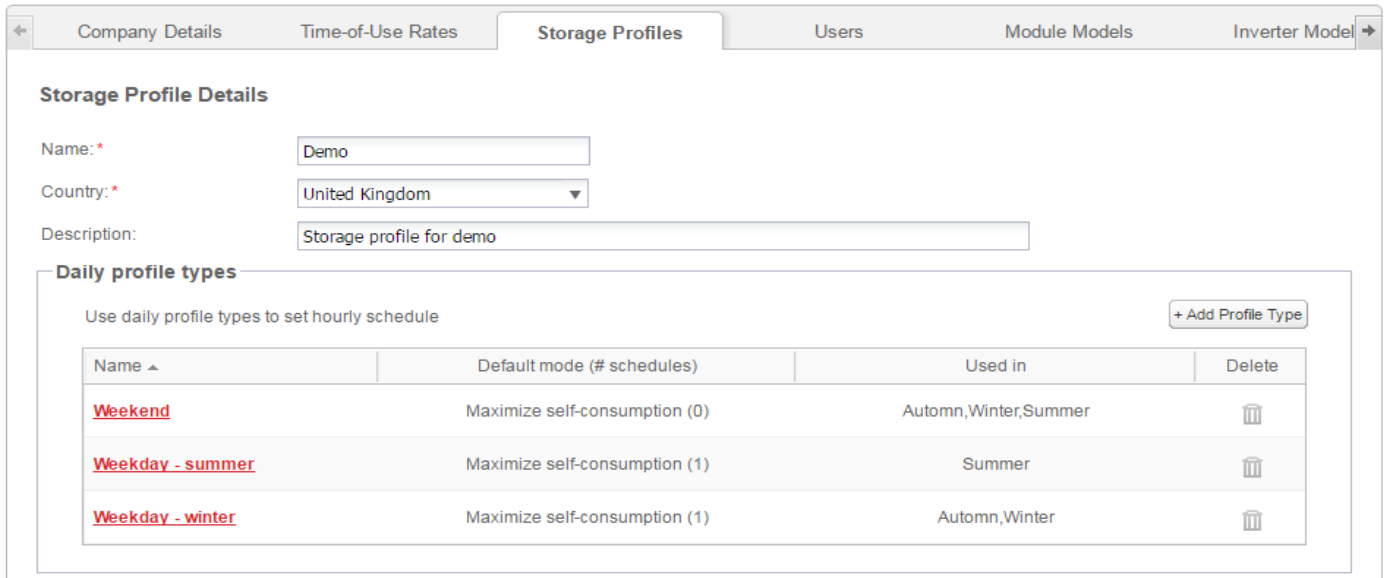 Company Details Time-of-Use Rates Storage Profiles Users Module Models Inverter Model
Storage Profile Details
Name:* Demo
Country:* United Kingdom
Description: Storage profile for demo
Daily profile types
Use daily profile types to set hourly schedule + Add Profile Type
Name Default mode (# schedules) Used in Delete
Weekend Maximize self-consumption (0) Automn,Winter,Summer
Weekday - summer Maximize self-consumption (1) Summer
Weekday - winter Maximize self-consumption (1) Automn,Winter